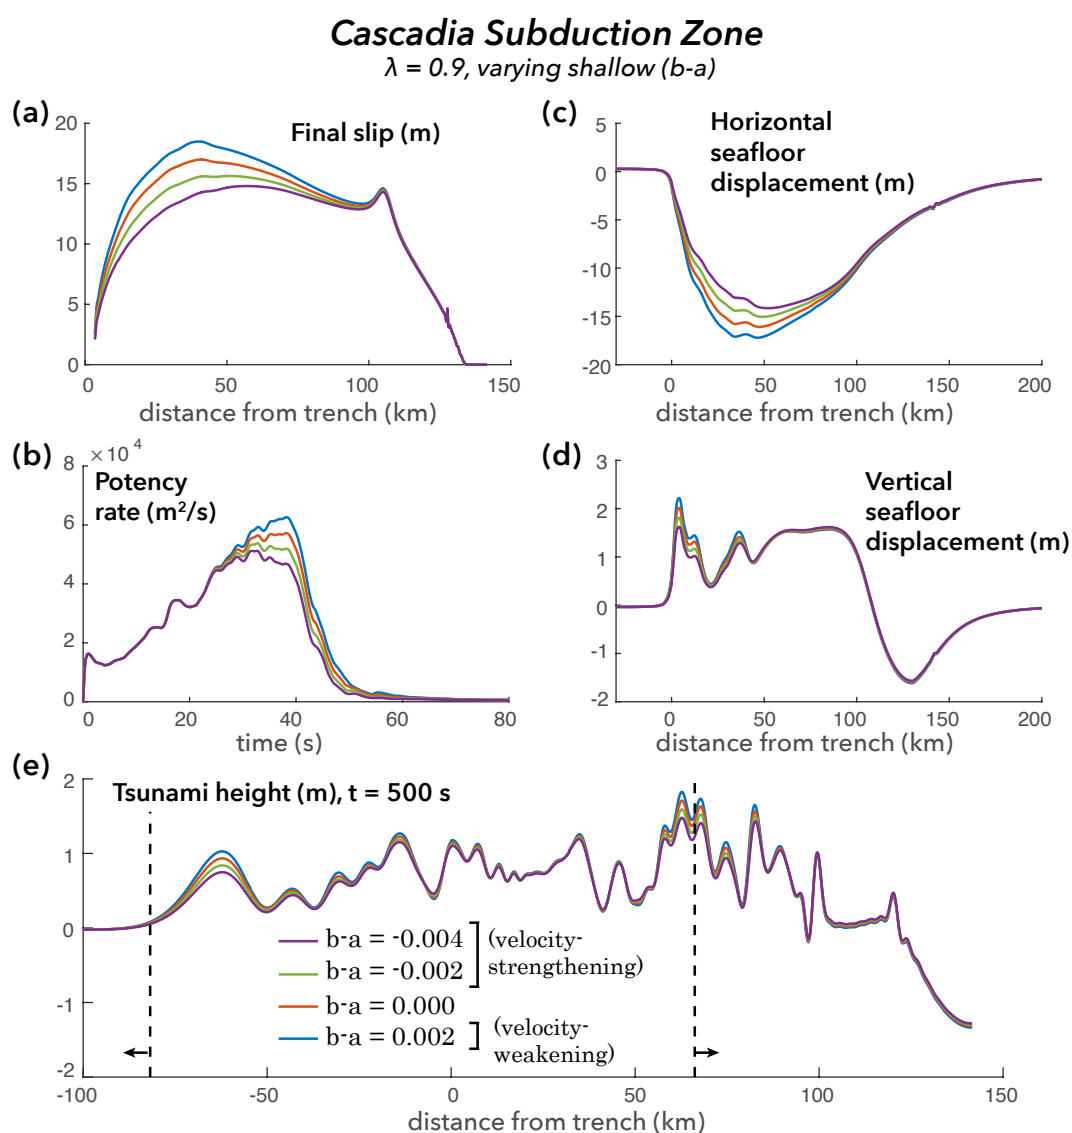 Cascadia Subduction Zone
λ = 0.9, varying shallow (b-a)
(a)
Final slip (m)
20
15
10
5
0
0 50 100 150
distance from trench (km)
(c)
Horizontal
seafloor
displacement (m)
5
0
-5
-10
-15
-20
0 50 100 150 200
distance from trench (km)
(b)
× 10 4
Potency
rate (m²/s)
8
6
4
2
0
0 20 40 60 80
time (s)
(d)
Vertical
seafloor
displacement (m)
3
2
1
0
-1
-2
0 50 100 150 200
distance from trench (km)
(e)
Tsunami height (m), t = 500 s
2
1
0
-1
-2
b-a = -0.004
b-a = -0.002
(velocity-
strengthening)
b-a = 0.000
b-a = 0.002
(velocity-
weakening)
-100 -50 0 50 100 150
distance from trench (km)